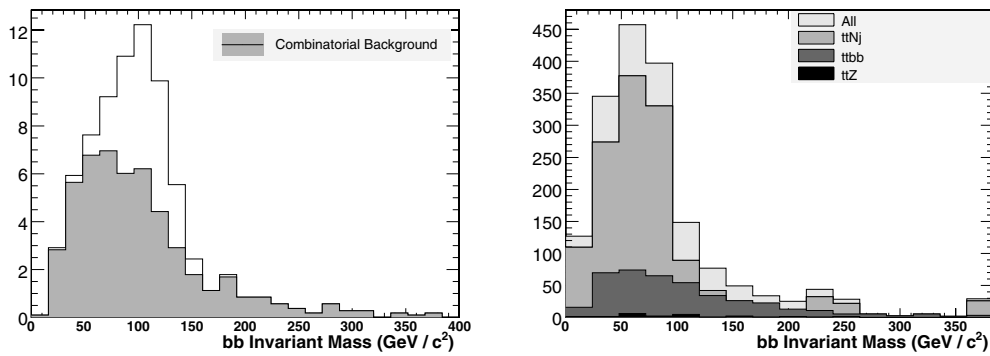 12
10
8
6
4
2
0
Combinatorial Background
0 50 100 150 200 250 300 350 400
bb Invariant Mass (GeV / c²)
450
400
350
300
250
200
150
100
50
0
All
ttNj
ttbb
ttZ
0 50 100 150 200 250 300 350
bb Invariant Mass (GeV / c²)